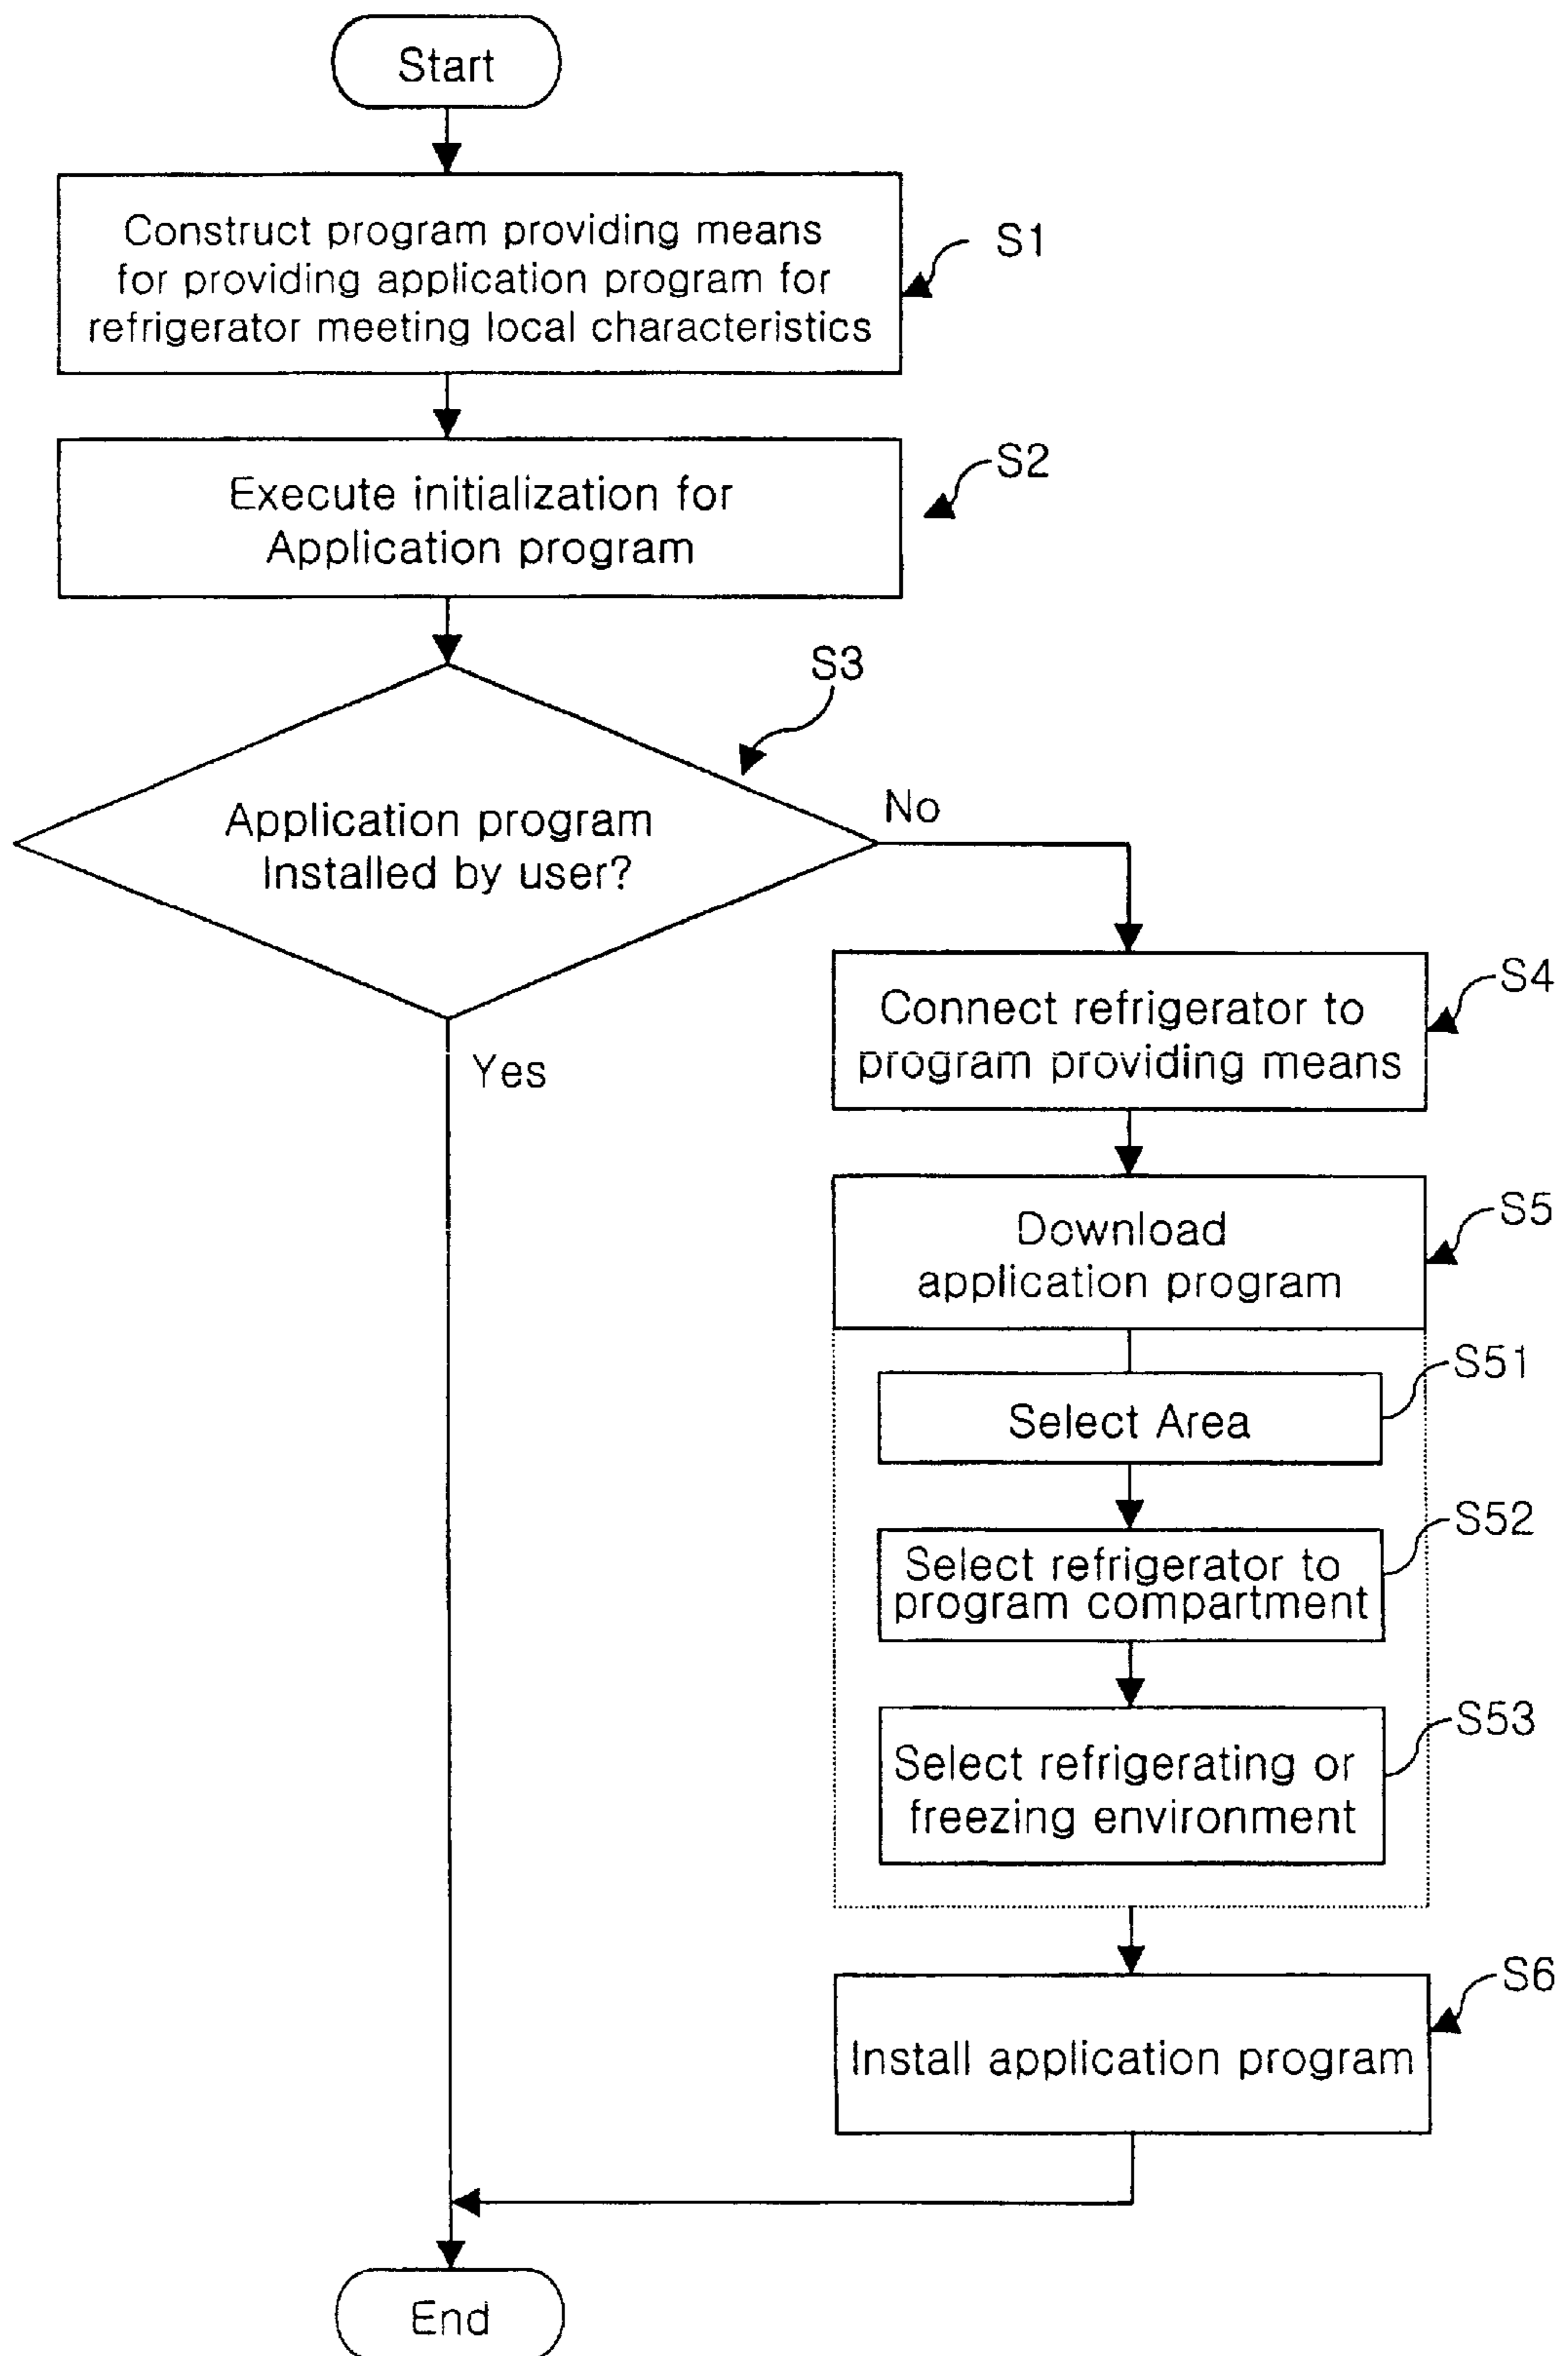 Start
Construct program providing means
for providing application program for
refrigerator meeting local characteristics
S1
Execute initialization for
Application program
S2
S3
Application program
Installed by user?
No
Yes
Connect refrigerator to
program providing means
S4
Download
application program
S5
Select Area
S51
Select refrigerator to
program compartment
S52
Select refrigerating or
freezing environment
S53
Install application program
S6
End